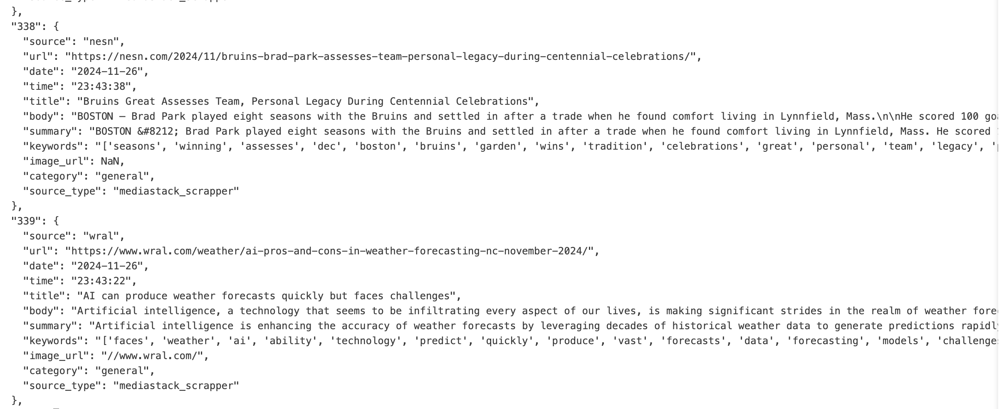 },
"338": {
"source": "nesn",
"url": "https://nesn.com/2024/11/bruins-brad-park-assesses-team-personal-legacy-during-centennial-celebrations/",
"date": "2024-11-26",
"time": "23:43:38",
"title": "Bruins Great Assesses Team, Personal Legacy During Centennial Celebrations",
"body": "BOSTON — Brad Park played eight seasons with the Bruins and settled in after a trade when he found comfort living in Lynnfield, Mass.\n\nHe scored 100
"summary": "BOSTON &#8212; Brad Park played eight seasons with the Bruins and settled in after a trade when he found comfort living in Lynnfield, Mass. He scored
"keywords": "['seasons', 'winning', 'assesses', 'dec', 'boston', 'bruins', 'garden', 'wins', 'tradition', 'celebrations', 'great', 'personal', 'team', 'legacy',
"image_url": NaN,
"category": "general",
"source_type": "mediastack_scrapper"
},
"339": {
"source": "wral",
"url": "https://www.wral.com/weather/ai-pros-and-cons-in-weather-forecasting-nc-november-2024/",
"date": "2024-11-26",
"time": "23:43:22",
"title": "AI can produce weather forecasts quickly but faces challenges",
"body": "Artificial intelligence, a technology that seems to be infiltrating every aspect of our lives, is making significant strides in the realm of weather
"summary": "Artificial intelligence is enhancing the accuracy of weather forecasts by leveraging decades of historical weather data to generate predictions rapidly
"keywords": "['faces', 'weather', 'ai', 'ability', 'technology', 'predict', 'quickly', 'produce', 'vast', 'forecasts', 'data', 'forecasting', 'models', 'challenges
"image_url": "//www.wral.com/",
"category": "general",
"source_type": "mediastack_scrapper"
},